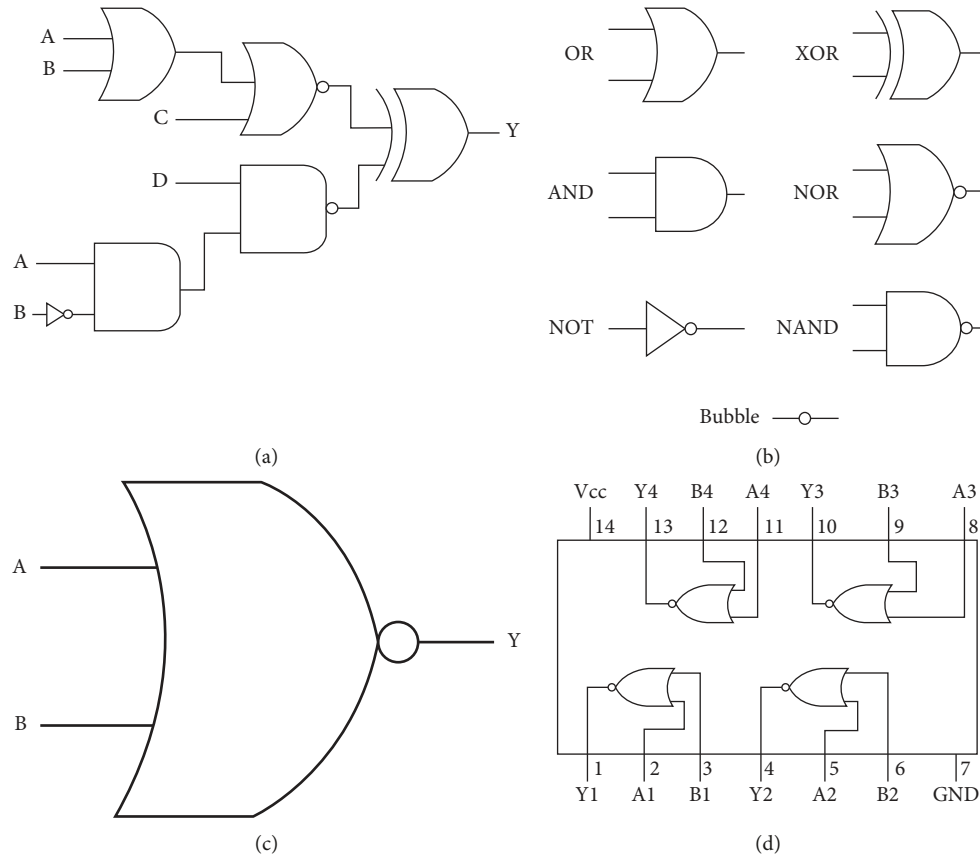 A
B
C
Y
D
A
B
(a)
OR
XOR
AND
NOR
NOT
NAND
Bubble
(b)
A
B
Y
(c)
Vcc Y4 B4 A4 Y3 B3 A3
14 13 12 11 10 9 8
1 2 3 4 5 6 7
Y1 A1 B1 Y2 A2 B2 GND
(d)